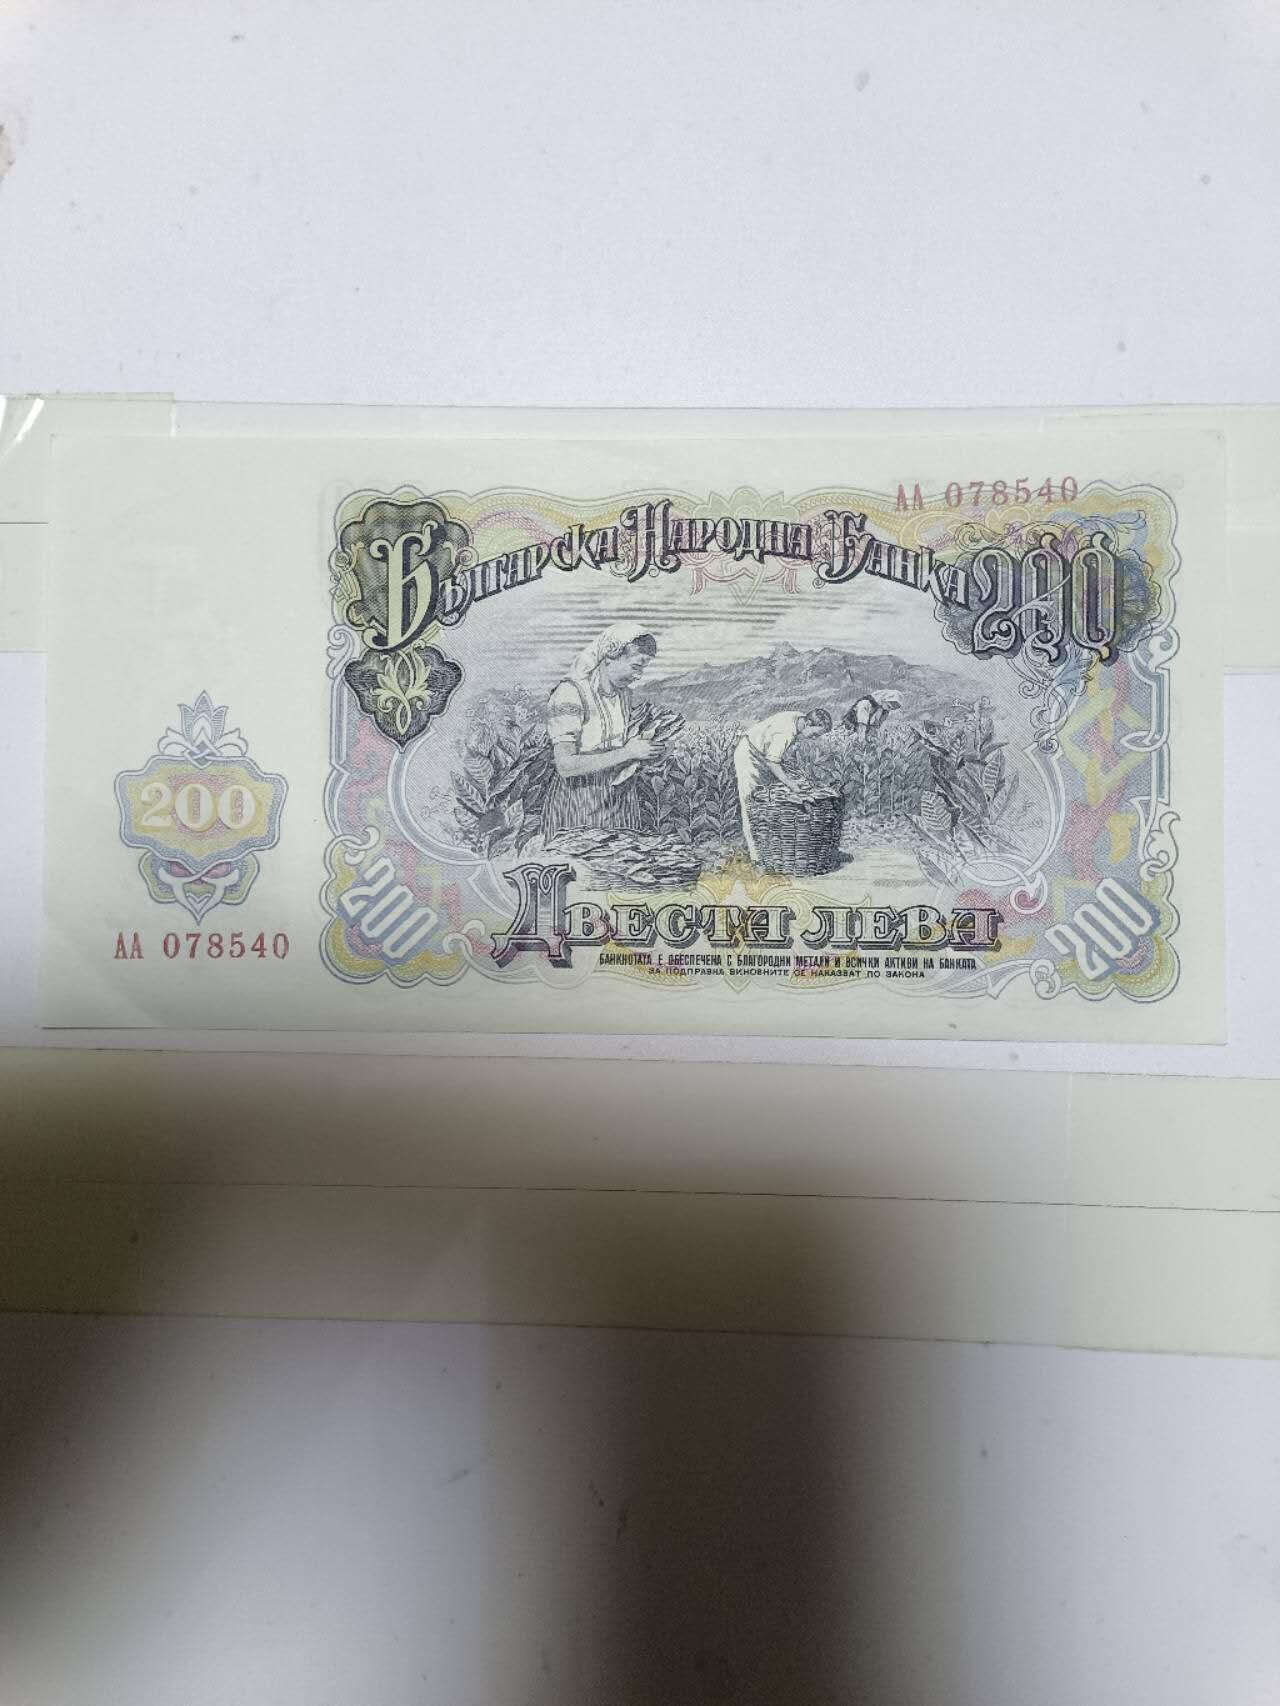 АА 078540
Българска Народна Банка
200
200
АА 078540
200
Двеста лева
200
БАНКНОТАТА Е ОБЕСПЕЧЕНА С БЛАГОРОДНИ МЕТАЛИ И ВСИЧКИ АКТИВИ НА БАНКАТА
ЗА ПОДПРАВКА ВИНОВНИТЕ СЕ НАКАЗВАТ ПО ЗАКОНА